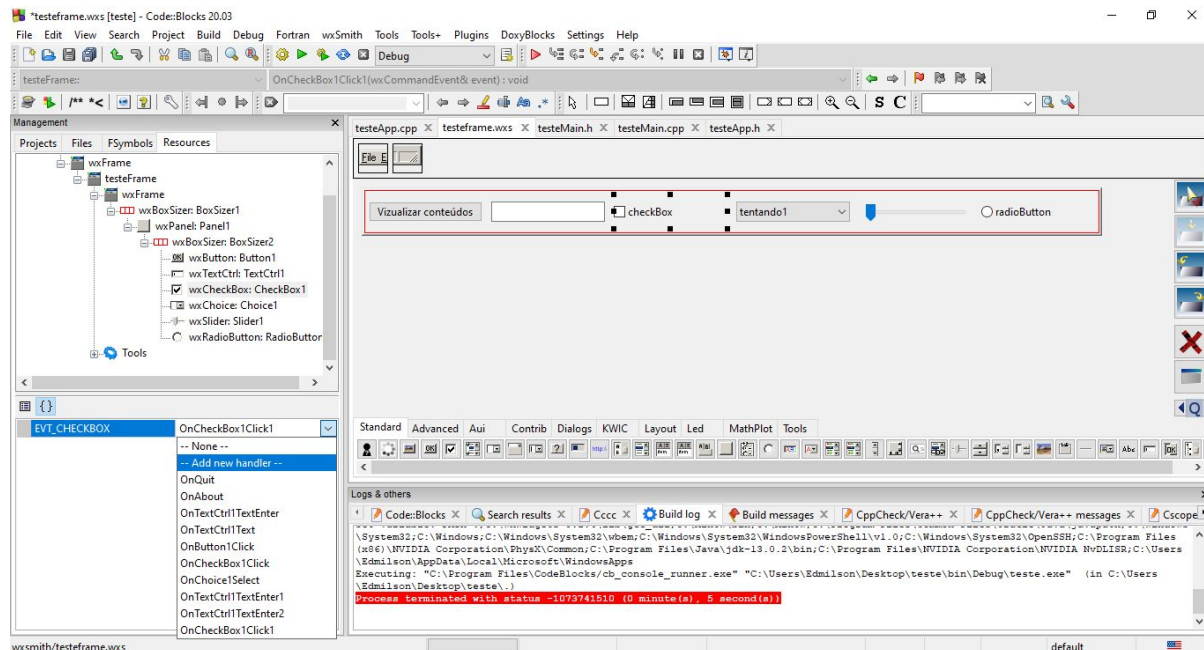 *testeframe.wxs [teste] - Code::Blocks 20.03
File Edit View Search Project Build Debug Fortran wxSmith Tools Tools+ Plugins DoxyBlocks Settings Help
Debug
testeFrame::
OnCheckBox1Click1(wxCommandEvent& event) : void
/** *<
Aa .*
S C
Management
testeApp.cpp testeframe.wxs testeMain.h testeMain.cpp testeApp.h
Projects Files FSymbols Resources
File E
wxFrame
testeFrame
wxFrame
wxBoxSizer: BoxSizer1
wxPanel: Panel1
wxBoxSizer: BoxSizer2
wxButton: Button1
wxTextCtrl: TextCtrl1
wxCheckBox: CheckBox1
wxChoice: Choice1
wxSlider: Slider1
wxRadioButton: RadioButton
Tools
Vizualizar conteúdos
checkBox
tentando1
radioButton
Q
{}
EVT_CHECKBOX OnCheckBox1Click1
-- None --
-- Add new handler --
OnQuit
OnAbout
OnTextCtrl1TextEnter
OnTextCtrl1Text
OnButton1Click
OnCheckBox1Click
OnChoice1Select
OnTextCtrl1TextEnter1
OnTextCtrl1TextEnter2
OnCheckBox1Click1
Standard Advanced Aui Contrib Dialogs KWIC Layout Led MathPlot Tools
Logs & others
Code::Blocks Search results Cccc Build log Build messages CppCheck/Vera++ CppCheck/Vera++ messages Cscope
\System32;C:\Windows;C:\Windows\System32\wbem;C:\Windows\System32\WindowsPowerShell\v1.0;C:\Windows\System32\OpenSSH;C:\Program Files
(x86)\NVIDIA Corporation\PhysX\Common;C:\Program Files\Java\jdk-13.0.2\bin;C:\Program Files\NVIDIA Corporation\NVIDIA NvDLISR;C:\Users
\Edmilson\AppData\Local\Microsoft\WindowsApps
Executing: "C:\Program Files\CodeBlocks/cb_console_runner.exe" "C:\Users\Edmilson\Desktop\teste\bin\Debug\teste.exe" (in C:\Users
\Edmilson\Desktop\teste\.)
Process terminated with status -1073741510 (0 minute(s), 5 second(s))
wxsmith/testeframe.wxs
default